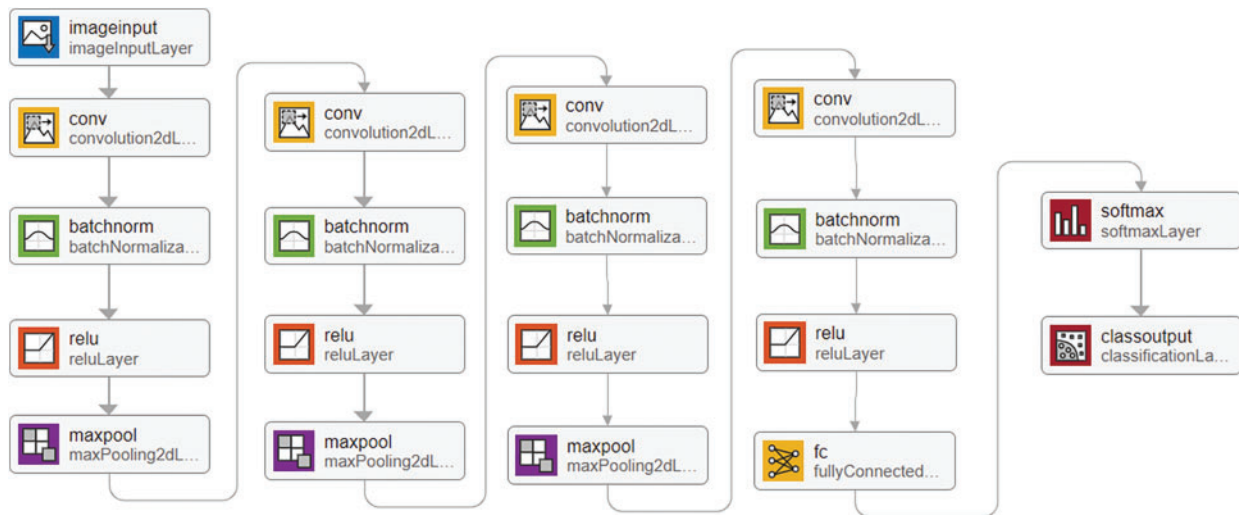 imageinput
imageInputLayer
conv
convolution2dL...
batchnorm
batchNormaliza...
relu
reluLayer
maxpool
maxPooling2dL...
conv
convolution2dL...
batchnorm
batchNormaliza...
relu
reluLayer
maxpool
maxPooling2dL...
conv
convolution2dL...
batchnorm
batchNormaliza...
relu
reluLayer
maxpool
maxPooling2dL...
conv
convolution2dL...
batchnorm
batchNormaliza...
relu
reluLayer
fc
fullyConnected...
softmax
softmaxLayer
classoutput
classificationLa...